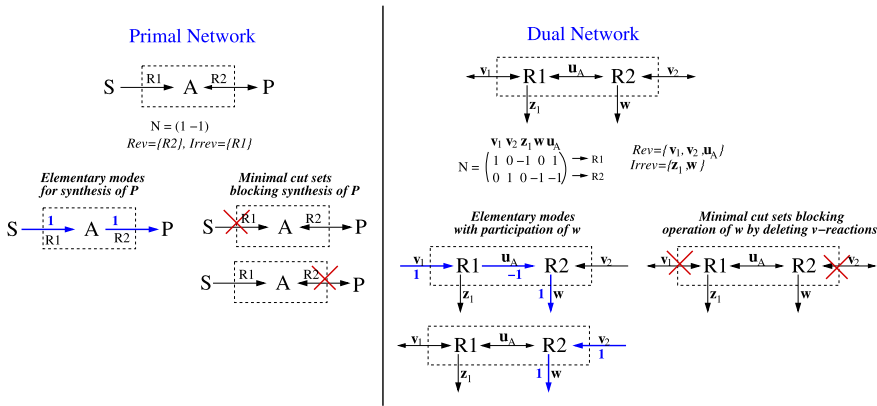 Primal Network
S R1 A R2 P
N = (1 −1)
Rev={R2}, Irrev={R1}
Elementary modes
for synthesis of P
S 1 R1 A 1 R2 P
Minimal cut sets
blocking synthesis of P
S R1 A R2 P
S R1 A R2 P
Dual Network
v1 R1 uA R2 v2
z1 w
v1 v2 z1 w uA
N = ( 1 0 −1 0 1 ) R1
( 0 1 0 −1 −1 ) R2
Rev={v1, v2 ,uA}
Irrev={z1 ,w }
Elementary modes
with participation of w
v1 1 R1 uA −1 R2 v2
z1 1 w
v1 R1 uA R2 v2 1
z1 1 w
Minimal cut sets blocking
operation of w by deleting v−reactions
v1 R1 uA R2 v2
z1 w